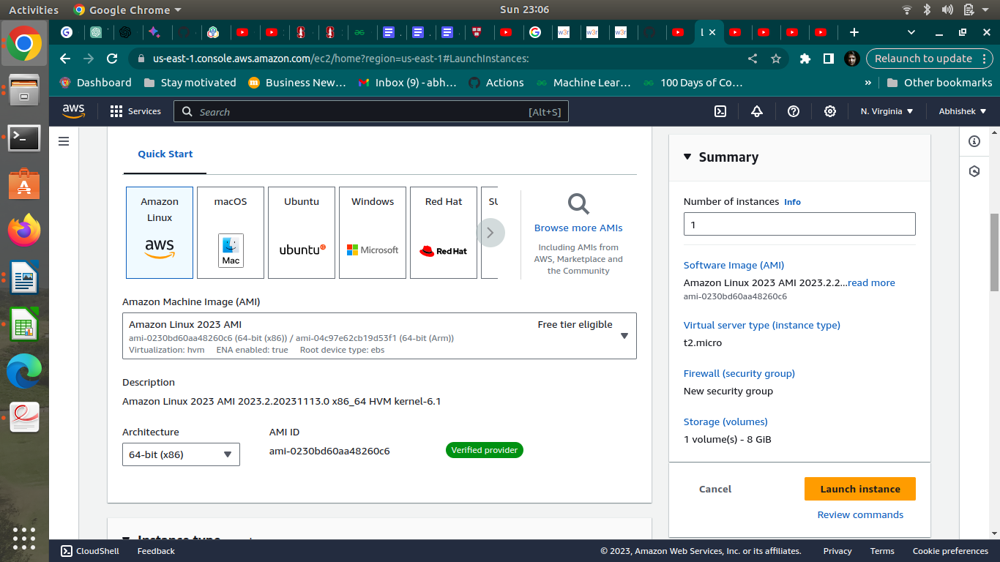 Activities
Google Chrome
Sun 23:06
us-east-1.console.aws.amazon.com/ec2/home?region=us-east-1#LaunchInstances:
Relaunch to update
Dashboard
Stay motivated
Business New…
Inbox (9) - abh…
Actions
Machine Lear…
100 Days of Co…
»
Other bookmarks
aws
Services
Search
[Alt+S]
N. Virginia
Abhishek
Quick Start
Amazon Linux
aws
macOS
Mac
Ubuntu
ubuntu
Windows
Microsoft
Red Hat
Red Hat
Browse more AMIs
Including AMIs from
AWS, Marketplace and
the Community
Amazon Machine Image (AMI)
Amazon Linux 2023 AMI
Free tier eligible
ami-0230bd60aa48260c6 (64-bit (x86)) / ami-04c97e62cb19d53f1 (64-bit (Arm))
Virtualization: hvm ENA enabled: true Root device type: ebs
Description
Amazon Linux 2023 AMI 2023.2.20231113.0 x86_64 HVM kernel-6.1
Architecture
64-bit (x86)
AMI ID
ami-0230bd60aa48260c6
Verified provider
Summary
Number of instances Info
1
Software Image (AMI)
Amazon Linux 2023 AMI 2023.2.2...read more
ami-0230bd60aa48260c6
Virtual server type (instance type)
t2.micro
Firewall (security group)
New security group
Storage (volumes)
1 volume(s) - 8 GiB
Cancel
Launch instance
Review commands
Instance type
CloudShell
Feedback
© 2023, Amazon Web Services, Inc. or its affiliates.
Privacy
Terms
Cookie preferences